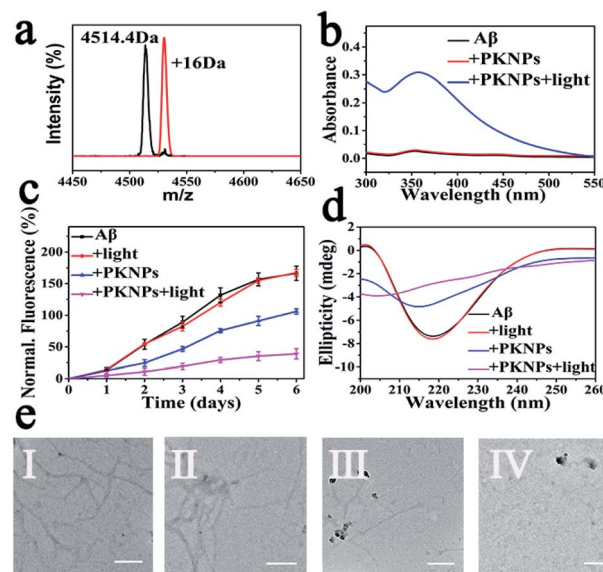 a
4514.4Da
+16Da
Intensity (%)
4450 4500 4550 4600 4650
m/z
b
Aβ
+PKNPs
+PKNPs+light
Absorbance
0.4
0.3
0.2
0.1
0.0
300 350 400 450 500 550
Wavelength (nm)
c
Aβ
+light
+PKNPs
+PKNPs+light
Normal. Fluorescence (%)
200
150
100
50
0
0 1 2 3 4 5 6
Time (days)
d
Aβ
+light
+PKNPs
+PKNPs+light
Ellipticity (mdeg)
0
-2
-4
-6
-8
-10
200 210 220 230 240 250 260
Wavelength (nm)
e
I
II
III
IV